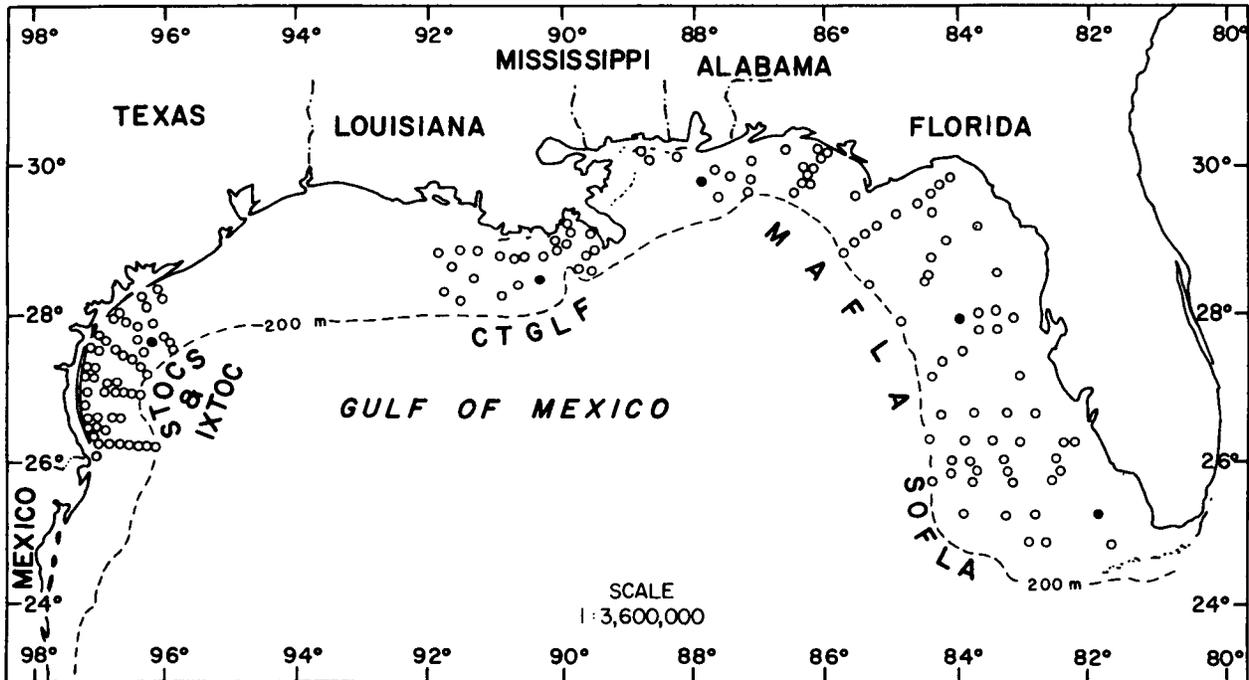 98° 96° 94° 92° 90° 88° 86° 84° 82° 80°
MISSISSIPPI ALABAMA
TEXAS LOUISIANA FLORIDA
30° 30°
MAFLA
28° 200 m CTGLF 28°
STOCS
&
IXTOC
GULF OF MEXICO
26° 26°
SOFLA
MEXICO
200 m
SCALE
1:3,600,000
24° 24°
98° 96° 94° 92° 90° 88° 86° 84° 82° 80°